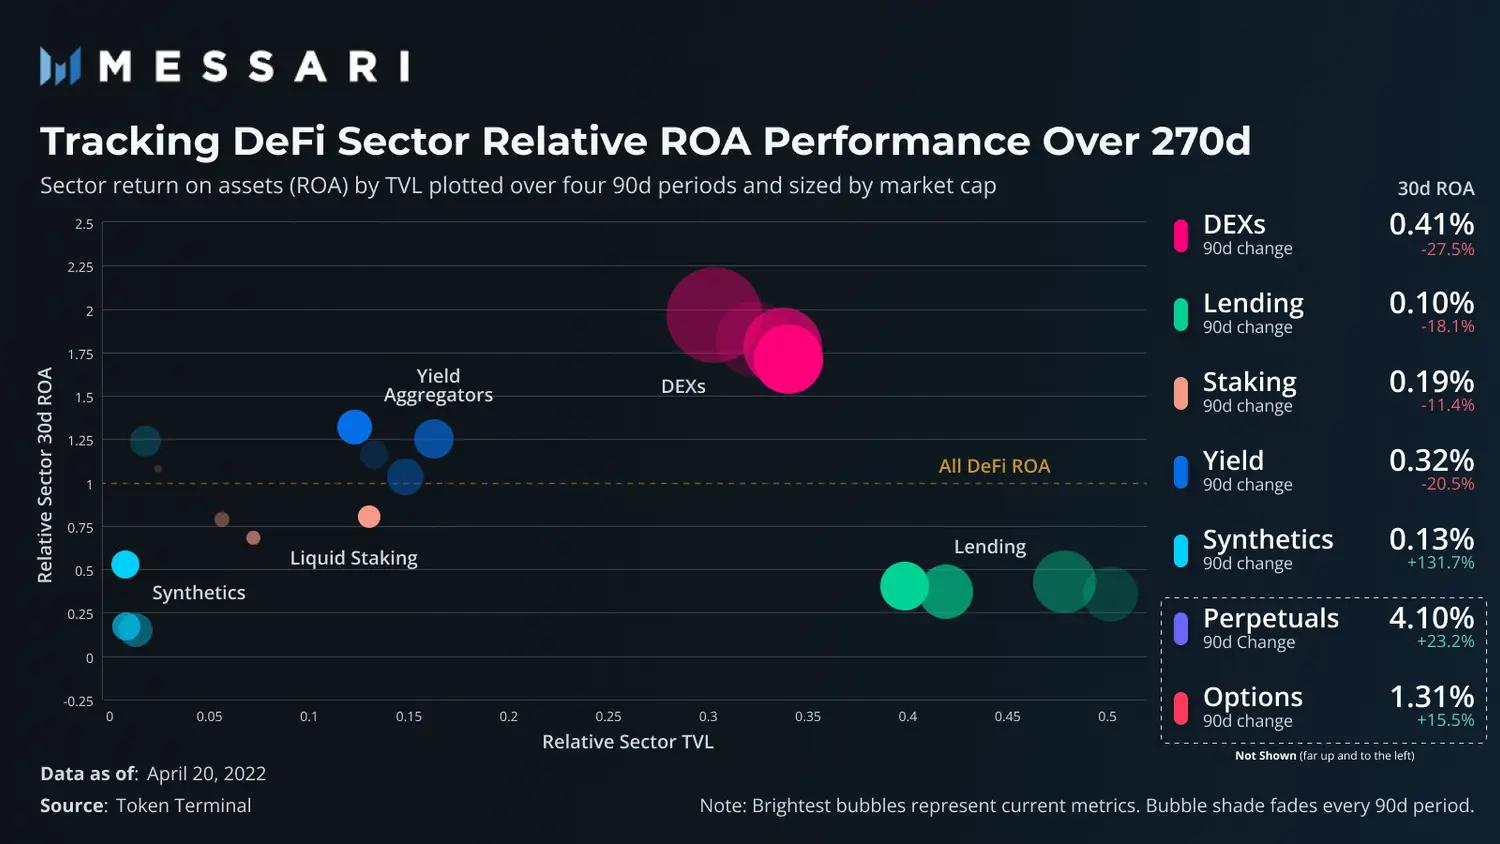 MESSARI
Tracking DeFi Sector Relative ROA Performance Over 270d
Sector return on assets (ROA) by TVL plotted over four 90d periods and sized by market cap
30d ROA
DEXs 0.41%
90d change -27.5%
Lending 0.10%
90d change -18.1%
Staking 0.19%
90d change -11.4%
Yield 0.32%
90d change -20.5%
Synthetics 0.13%
90d change +131.7%
Perpetuals 4.10%
90d Change +23.2%
Options 1.31%
90d change +15.5%
Not Shown (far up and to the left)
Relative Sector 30d ROA
2.5
2.25
2
1.75
1.5
1.25
1
0.75
0.5
0.25
0
-0.25
Yield
Aggregators
DEXs
All DeFi ROA
Liquid Staking
Lending
Synthetics
0 0.05 0.1 0.15 0.2 0.25 0.3 0.35 0.4 0.45 0.5
Relative Sector TVL
Data as of: April 20, 2022
Source: Token Terminal
Note: Brightest bubbles represent current metrics. Bubble shade fades every 90d period.